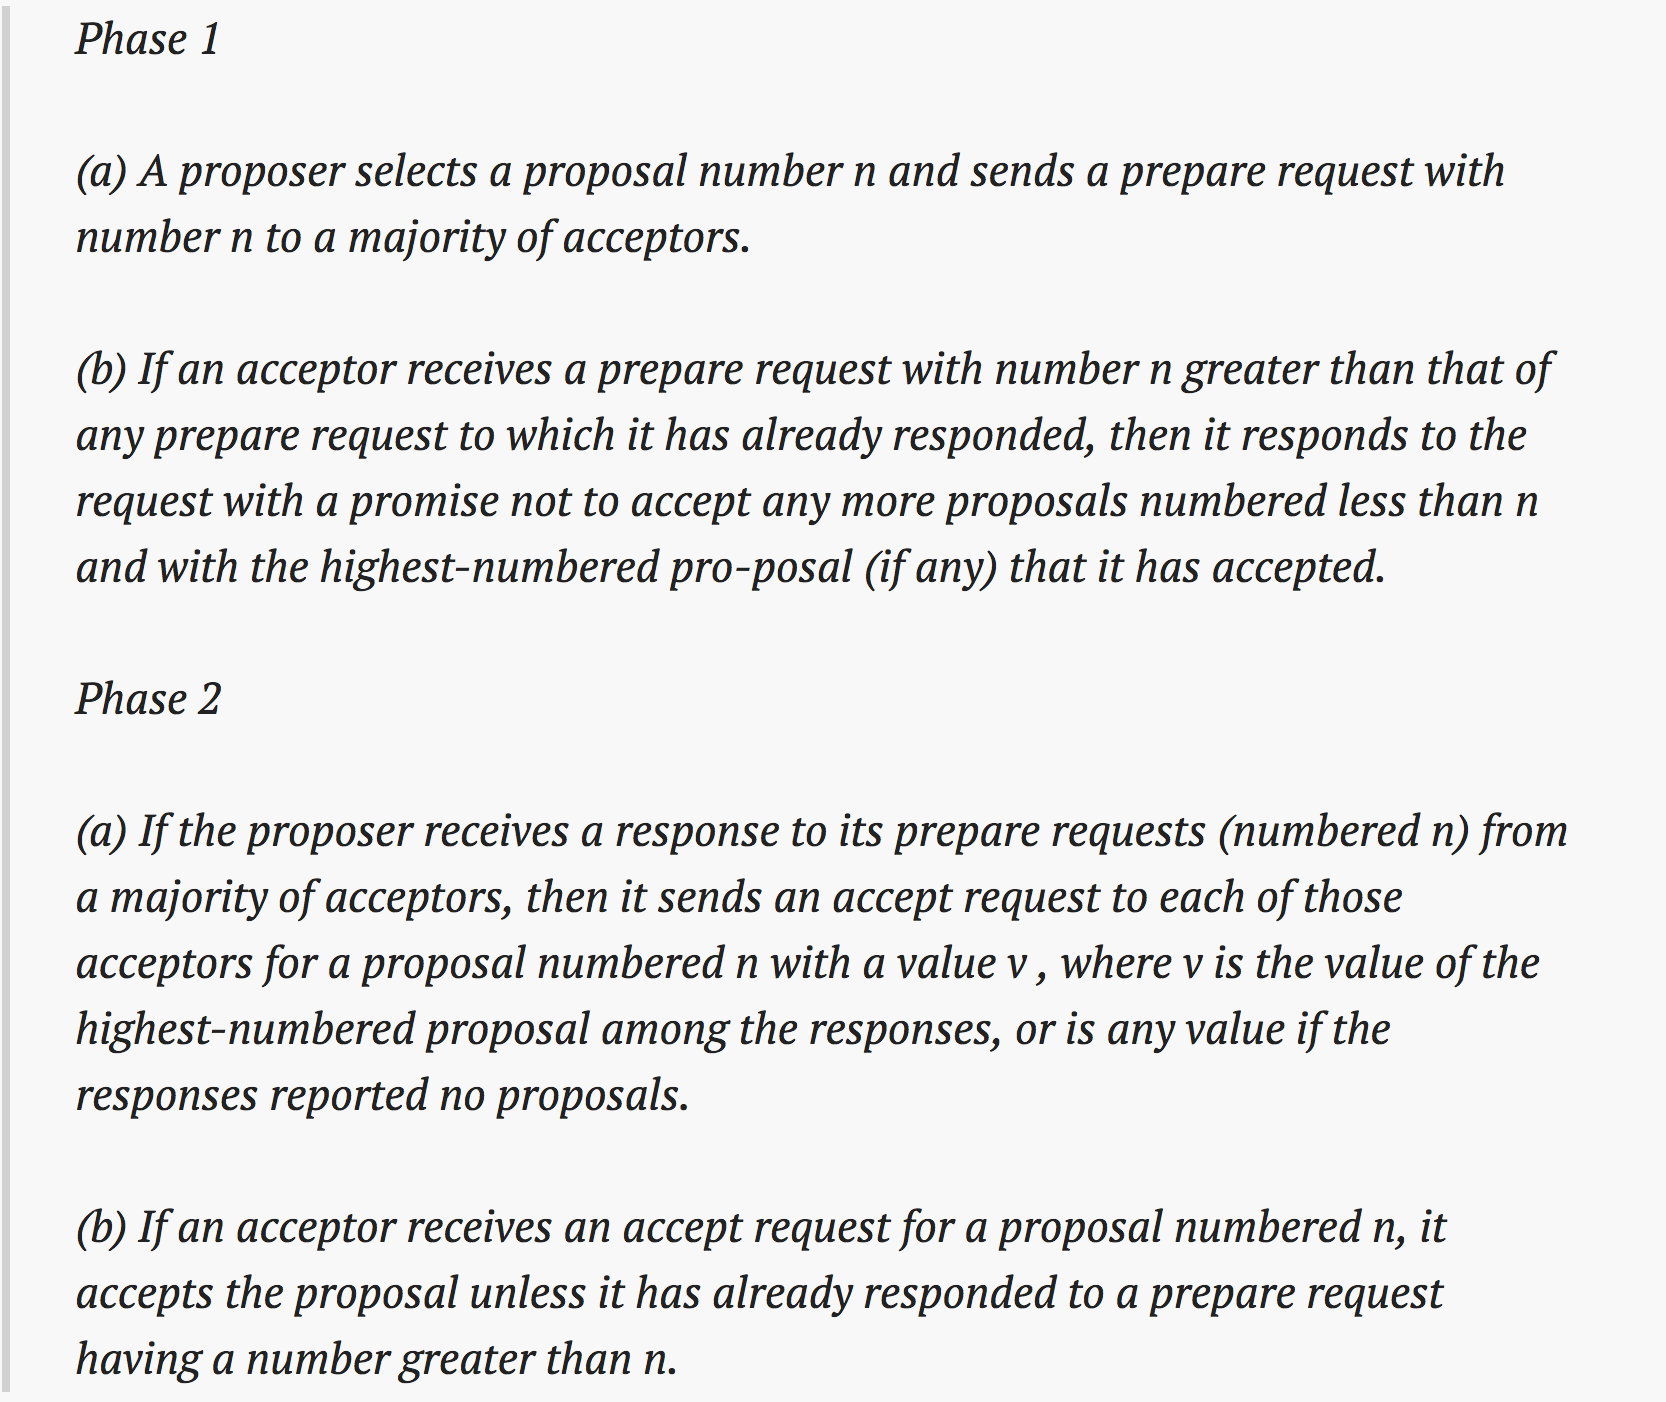 Phase 1
(a) A proposer selects a proposal number n and sends a prepare request with
number n to a majority of acceptors.
(b) If an acceptor receives a prepare request with number n greater than that of
any prepare request to which it has already responded, then it responds to the
request with a promise not to accept any more proposals numbered less than n
and with the highest-numbered pro-posal (if any) that it has accepted.
Phase 2
(a) If the proposer receives a response to its prepare requests (numbered n) from
a majority of acceptors, then it sends an accept request to each of those
acceptors for a proposal numbered n with a value v , where v is the value of the
highest-numbered proposal among the responses, or is any value if the
responses reported no proposals.
(b) If an acceptor receives an accept request for a proposal numbered n, it
accepts the proposal unless it has already responded to a prepare request
having a number greater than n.